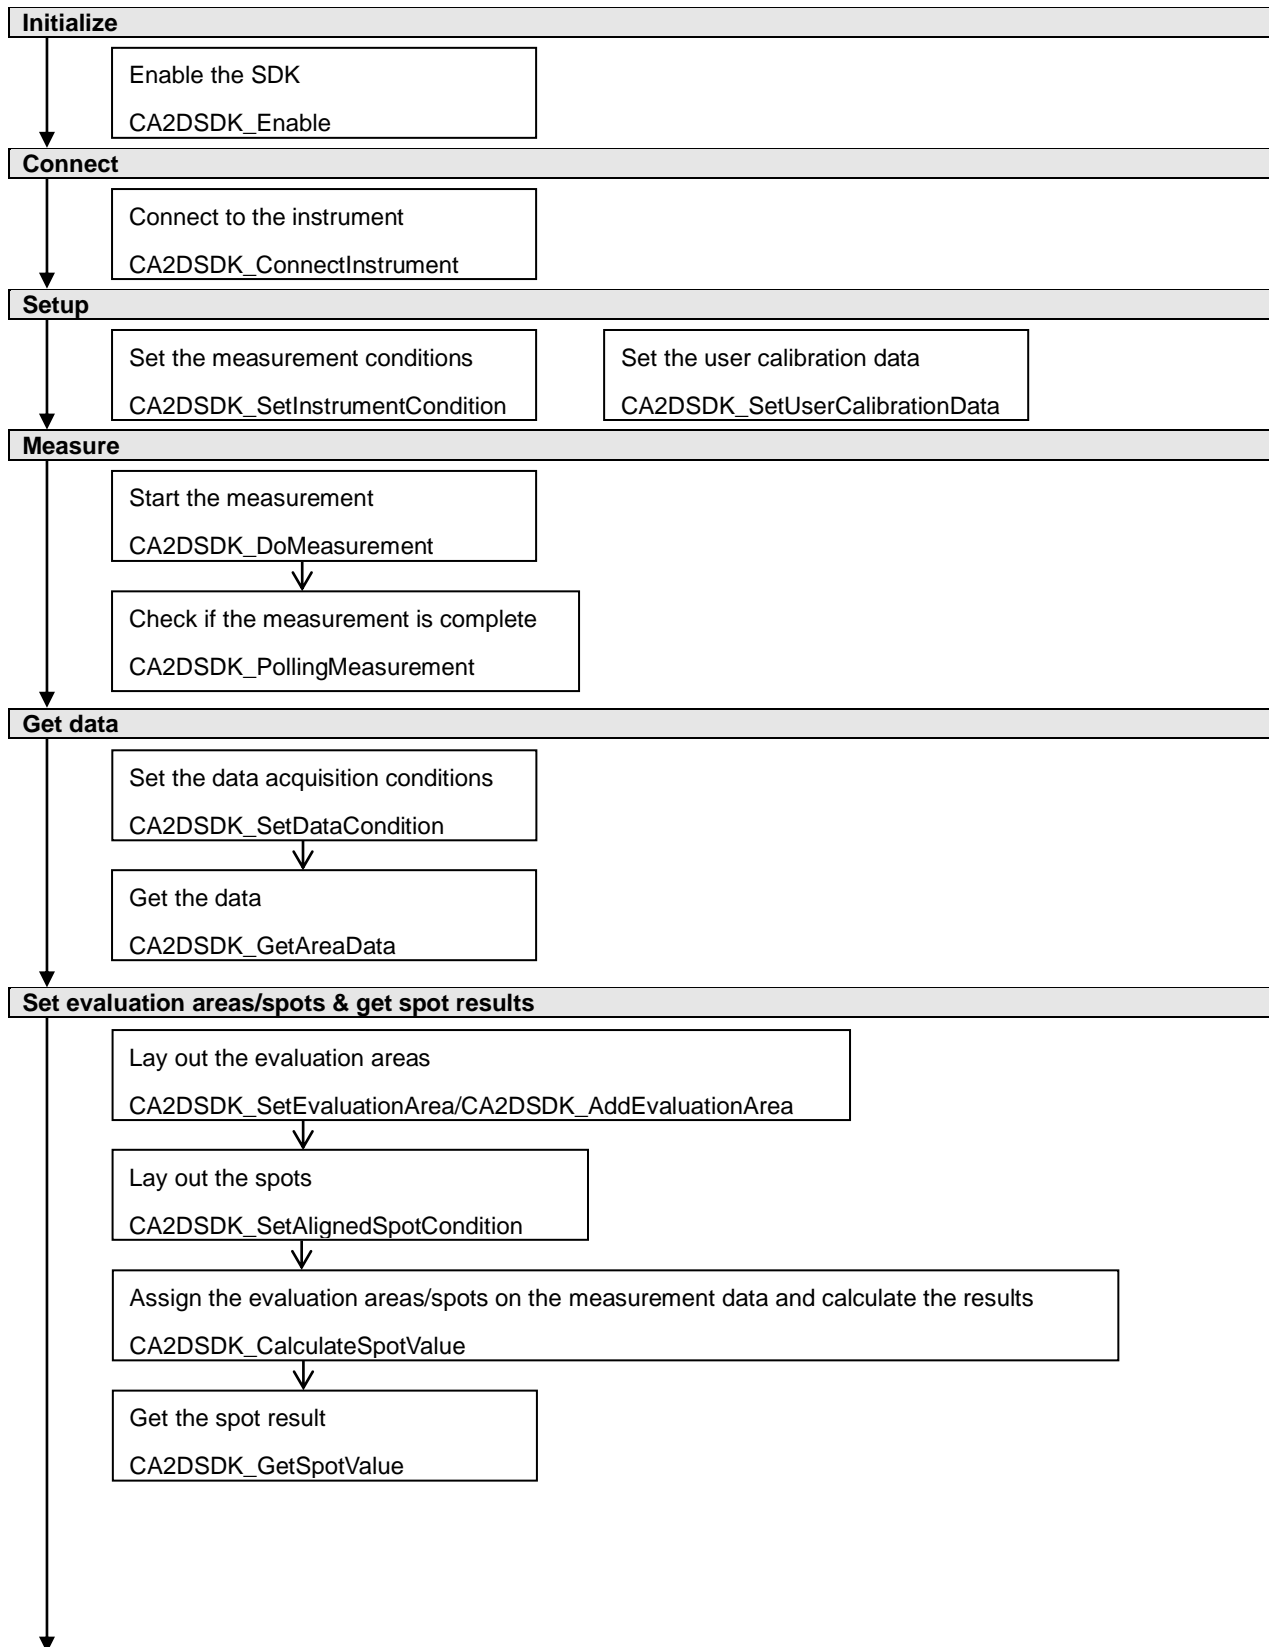 Initialize
Enable the SDK
CA2DSDK_Enable
Connect
Connect to the instrument
CA2DSDK_ConnectInstrument
Setup
Set the measurement conditions
CA2DSDK_SetInstrumentCondition
Set the user calibration data
CA2DSDK_SetUserCalibrationData
Measure
Start the measurement
CA2DSDK_DoMeasurement
Check if the measurement is complete
CA2DSDK_PollingMeasurement
Get data
Set the data acquisition conditions
CA2DSDK_SetDataCondition
Get the data
CA2DSDK_GetAreaData
Set evaluation areas/spots & get spot results
Lay out the evaluation areas
CA2DSDK_SetEvaluationArea/CA2DSDK_AddEvaluationArea
Lay out the spots
CA2DSDK_SetAlignedSpotCondition
Assign the evaluation areas/spots on the measurement data and calculate the results
CA2DSDK_CalculateSpotValue
Get the spot result
CA2DSDK_GetSpotValue